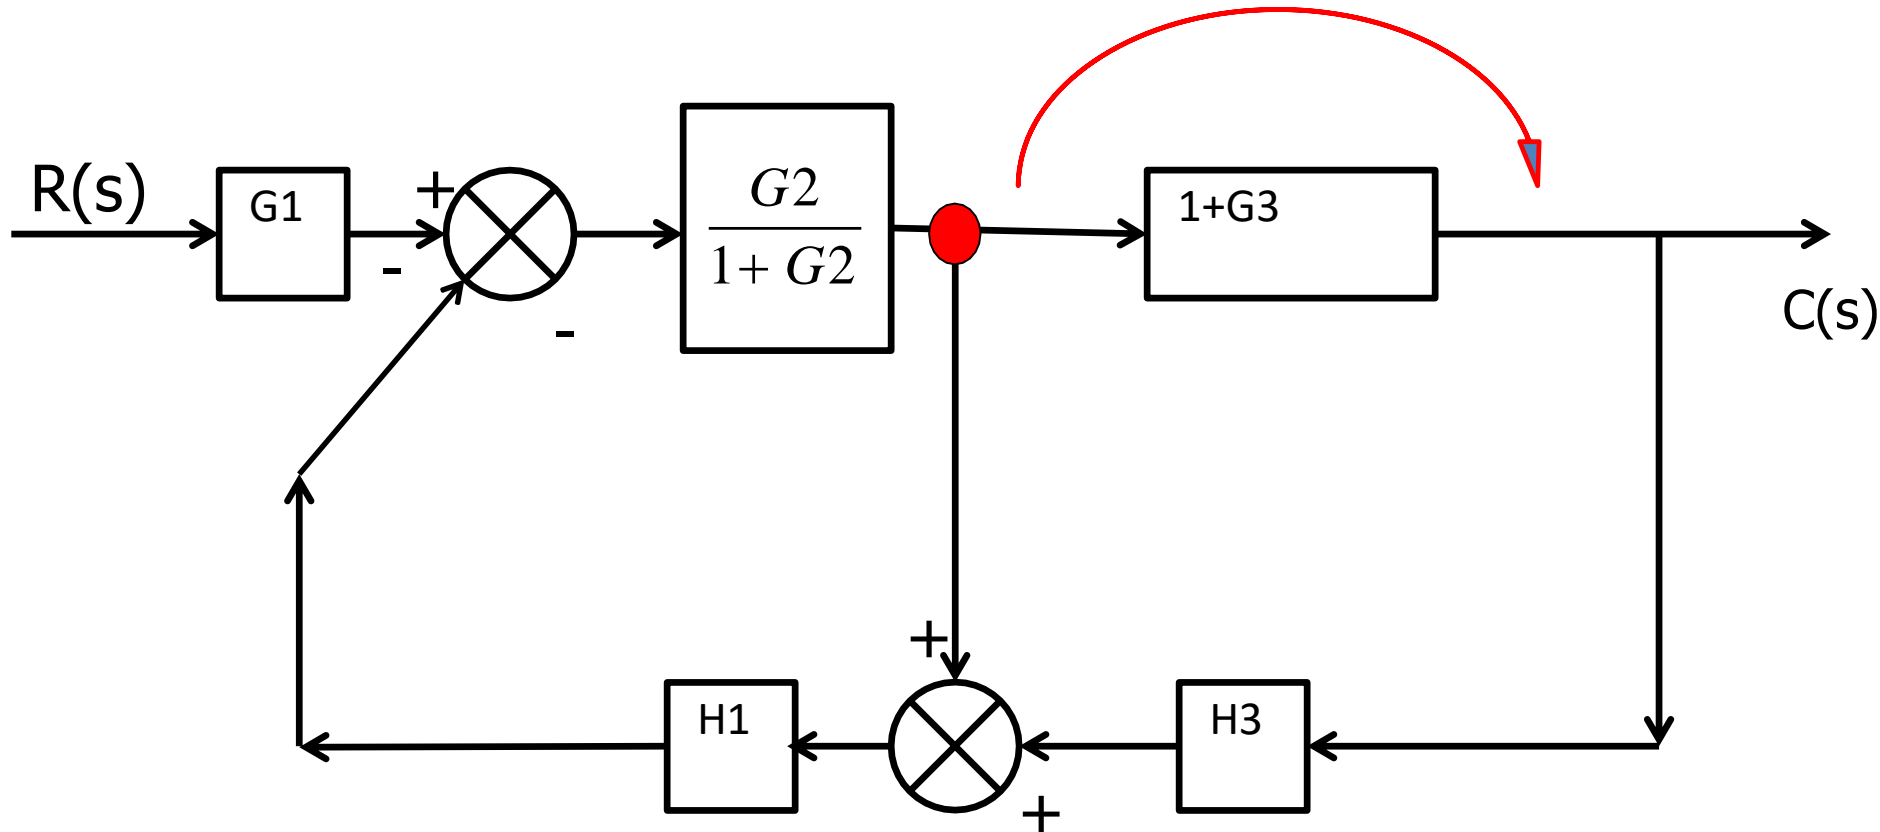 R(s)
G1
+
-
-
G2
1+ G2
1+G3
C(s)
+
H1
H3
+